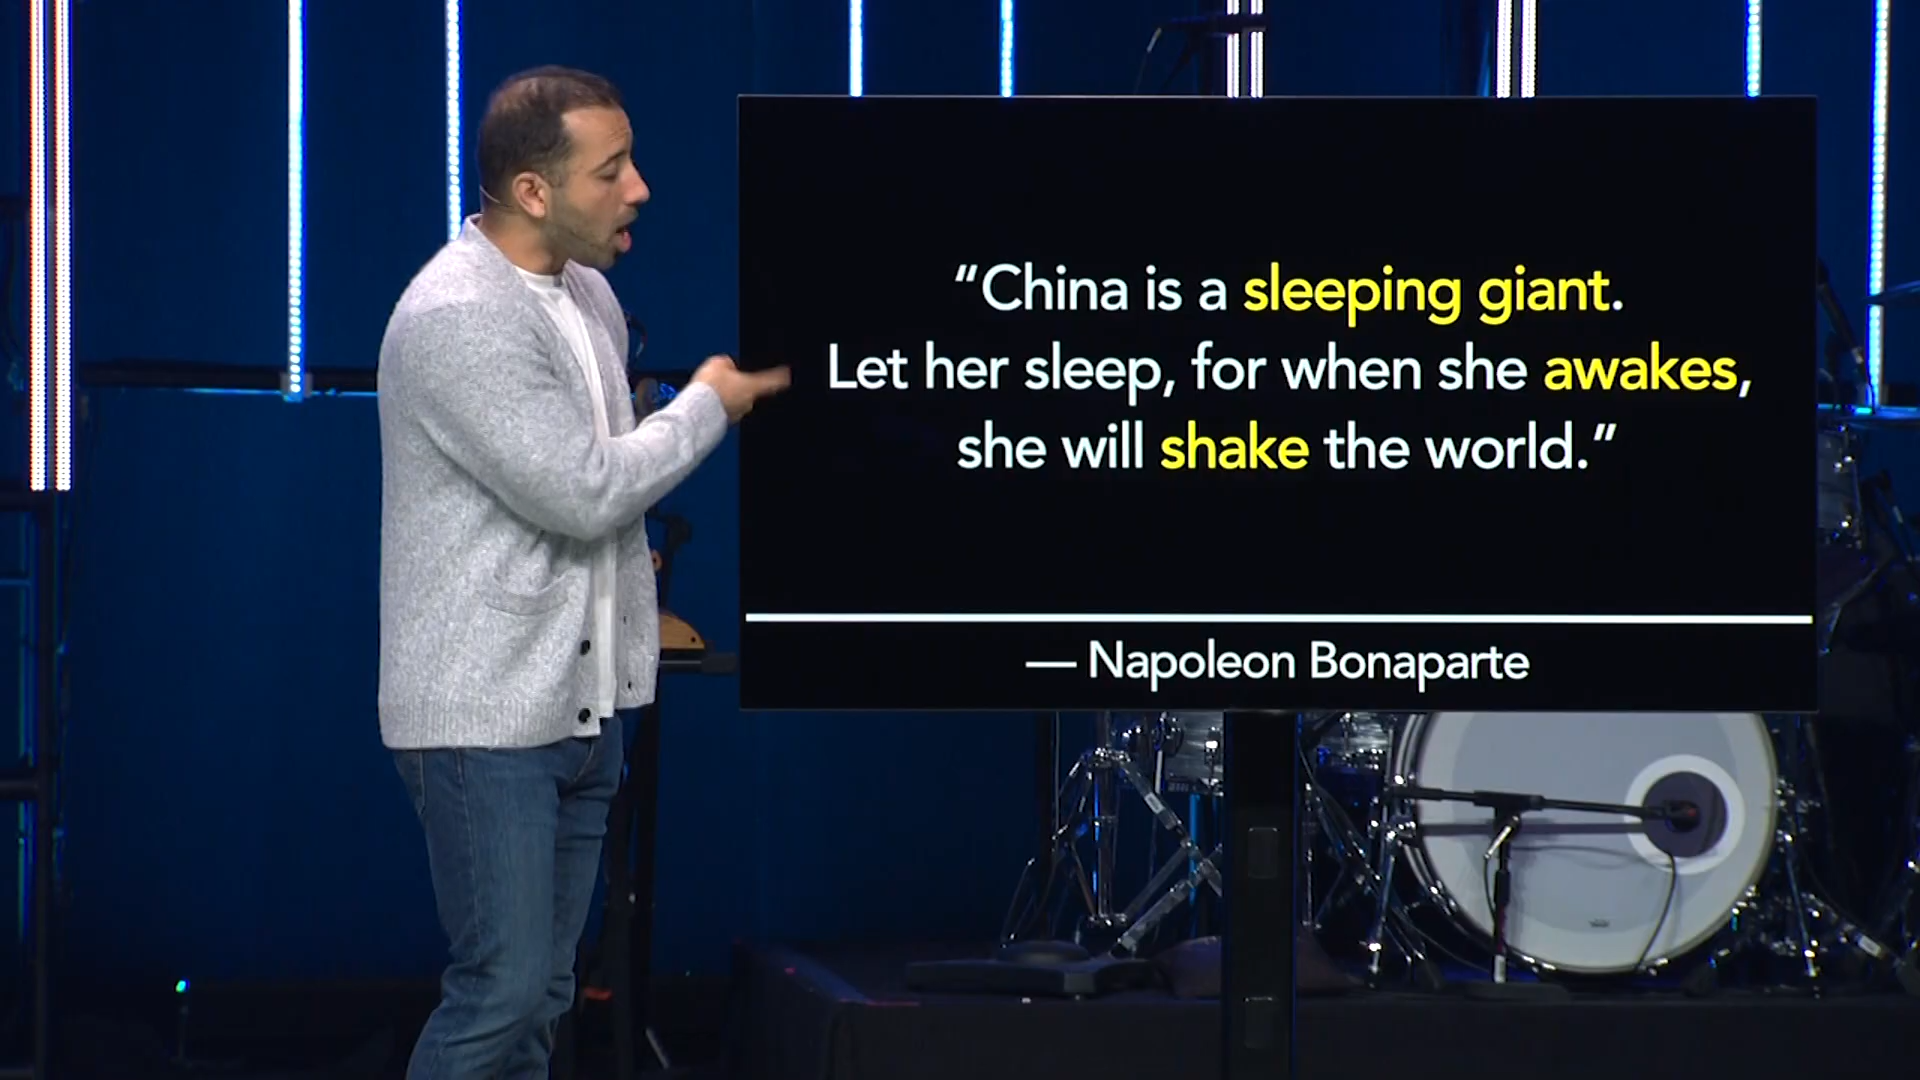 “China is a sleeping giant.
Let her sleep, for when she awakes,
she will shake the world.”
— Napoleon Bonaparte